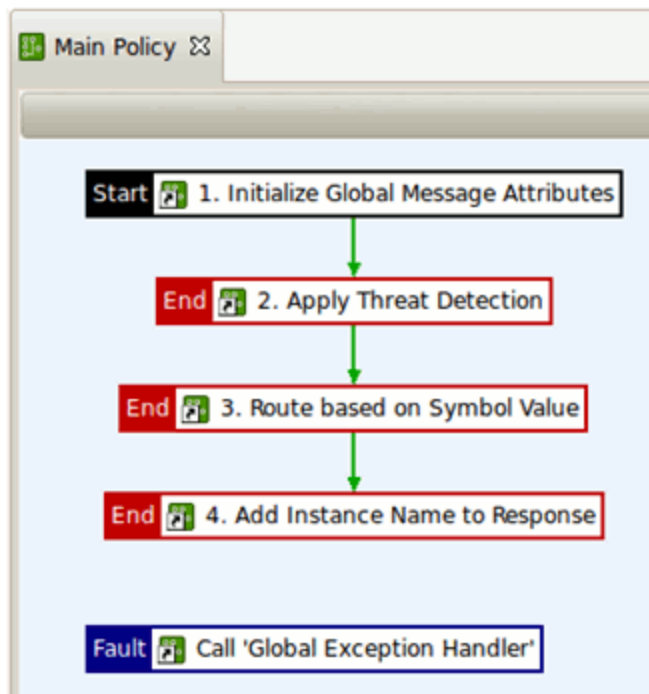 Main Policy
Start 1. Initialize Global Message Attributes
End 2. Apply Threat Detection
End 3. Route based on Symbol Value
End 4. Add Instance Name to Response
Fault Call 'Global Exception Handler'